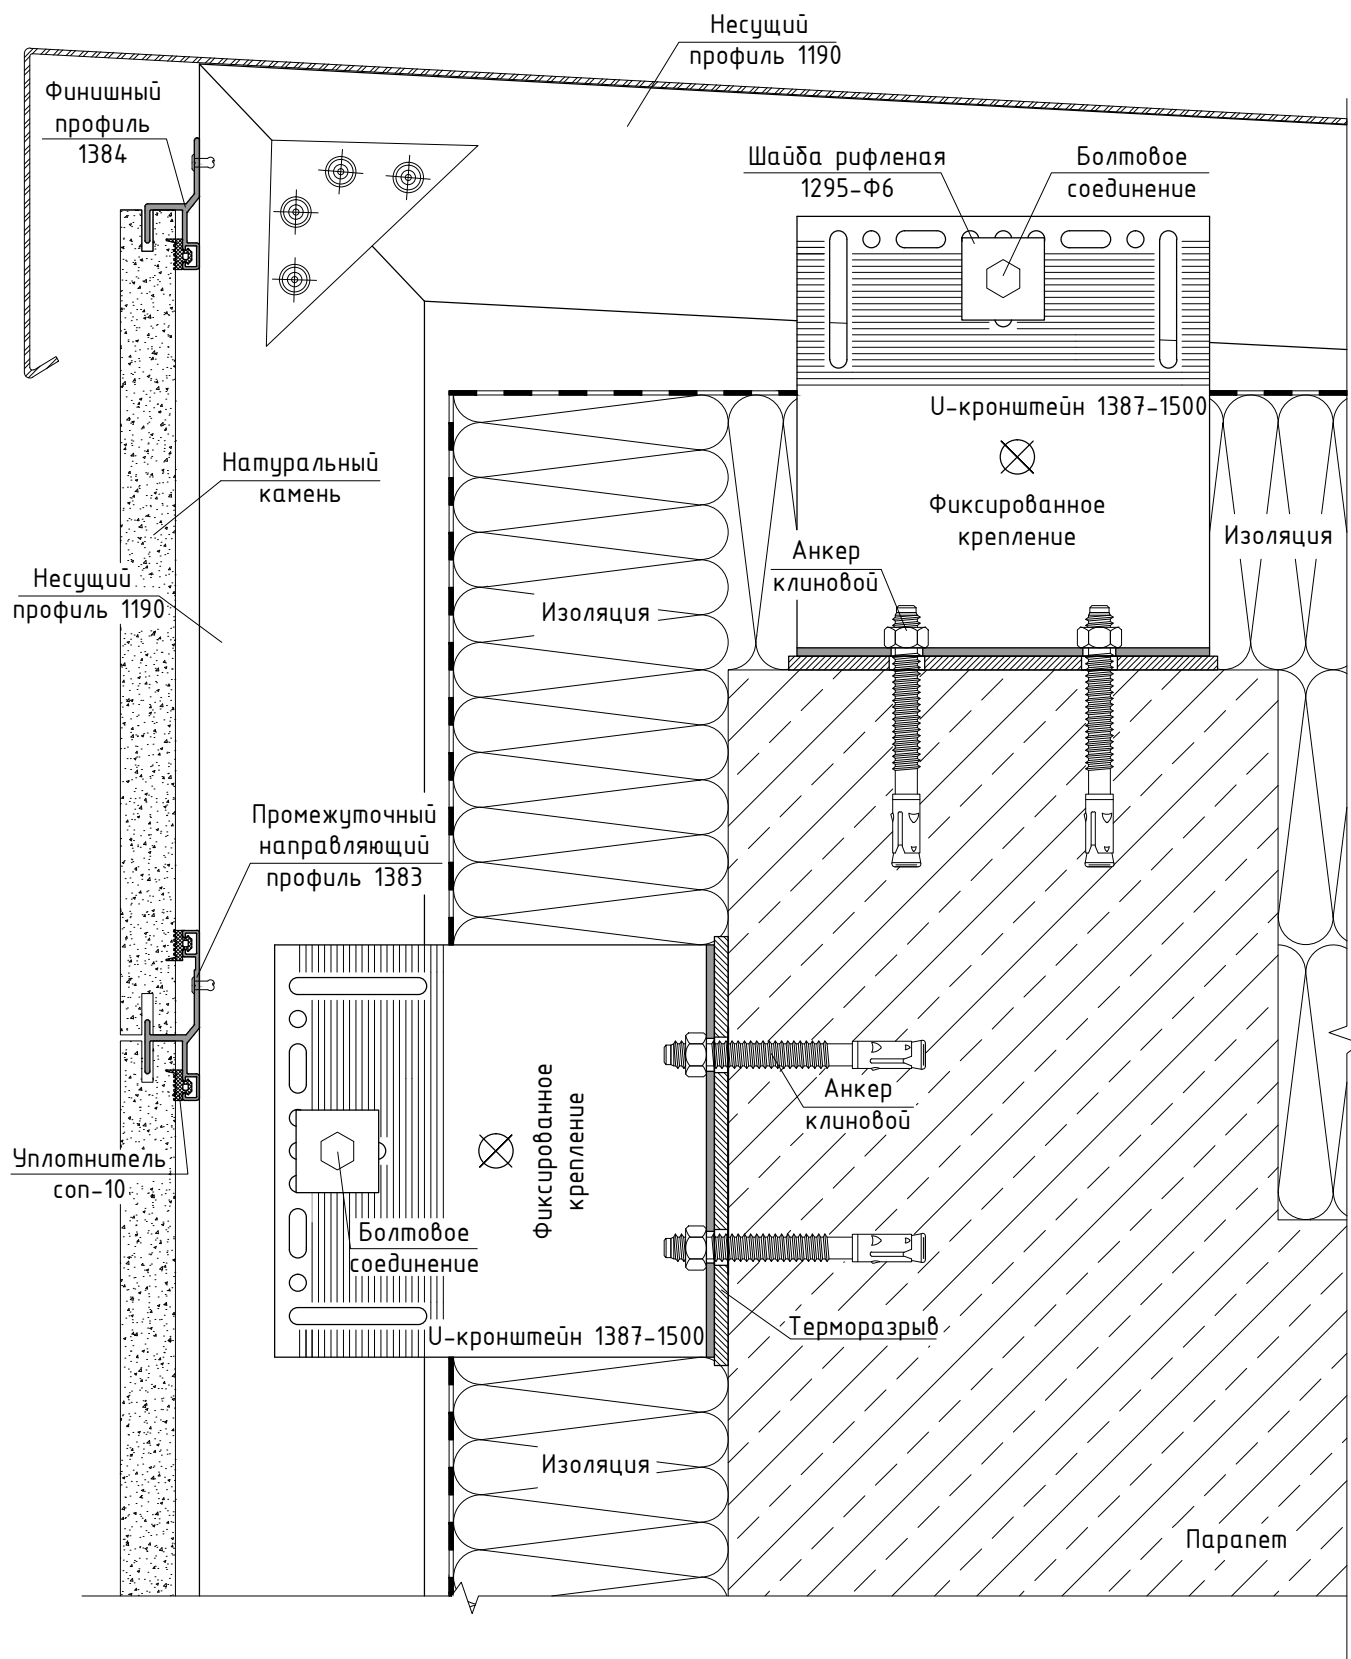 Несущий
профиль 1190
Финишный
профиль
1384
Шайба рифленая
1295-Ф6
Болтовое
соединение
U-кронштейн 1387-1500
Натуральный
камень
Фиксированное
крепление
Изоляция
Анкер
клиновой
Несущий
профиль 1190
Изоляция
Промежуточный
направляющий
профиль 1383
Анкер
клиновой
Фиксированное
крепление
Уплотнитель
соп-10
Болтовое
соединение
U-кронштейн 1387-1500
Терморазрыв
Изоляция
Парапет